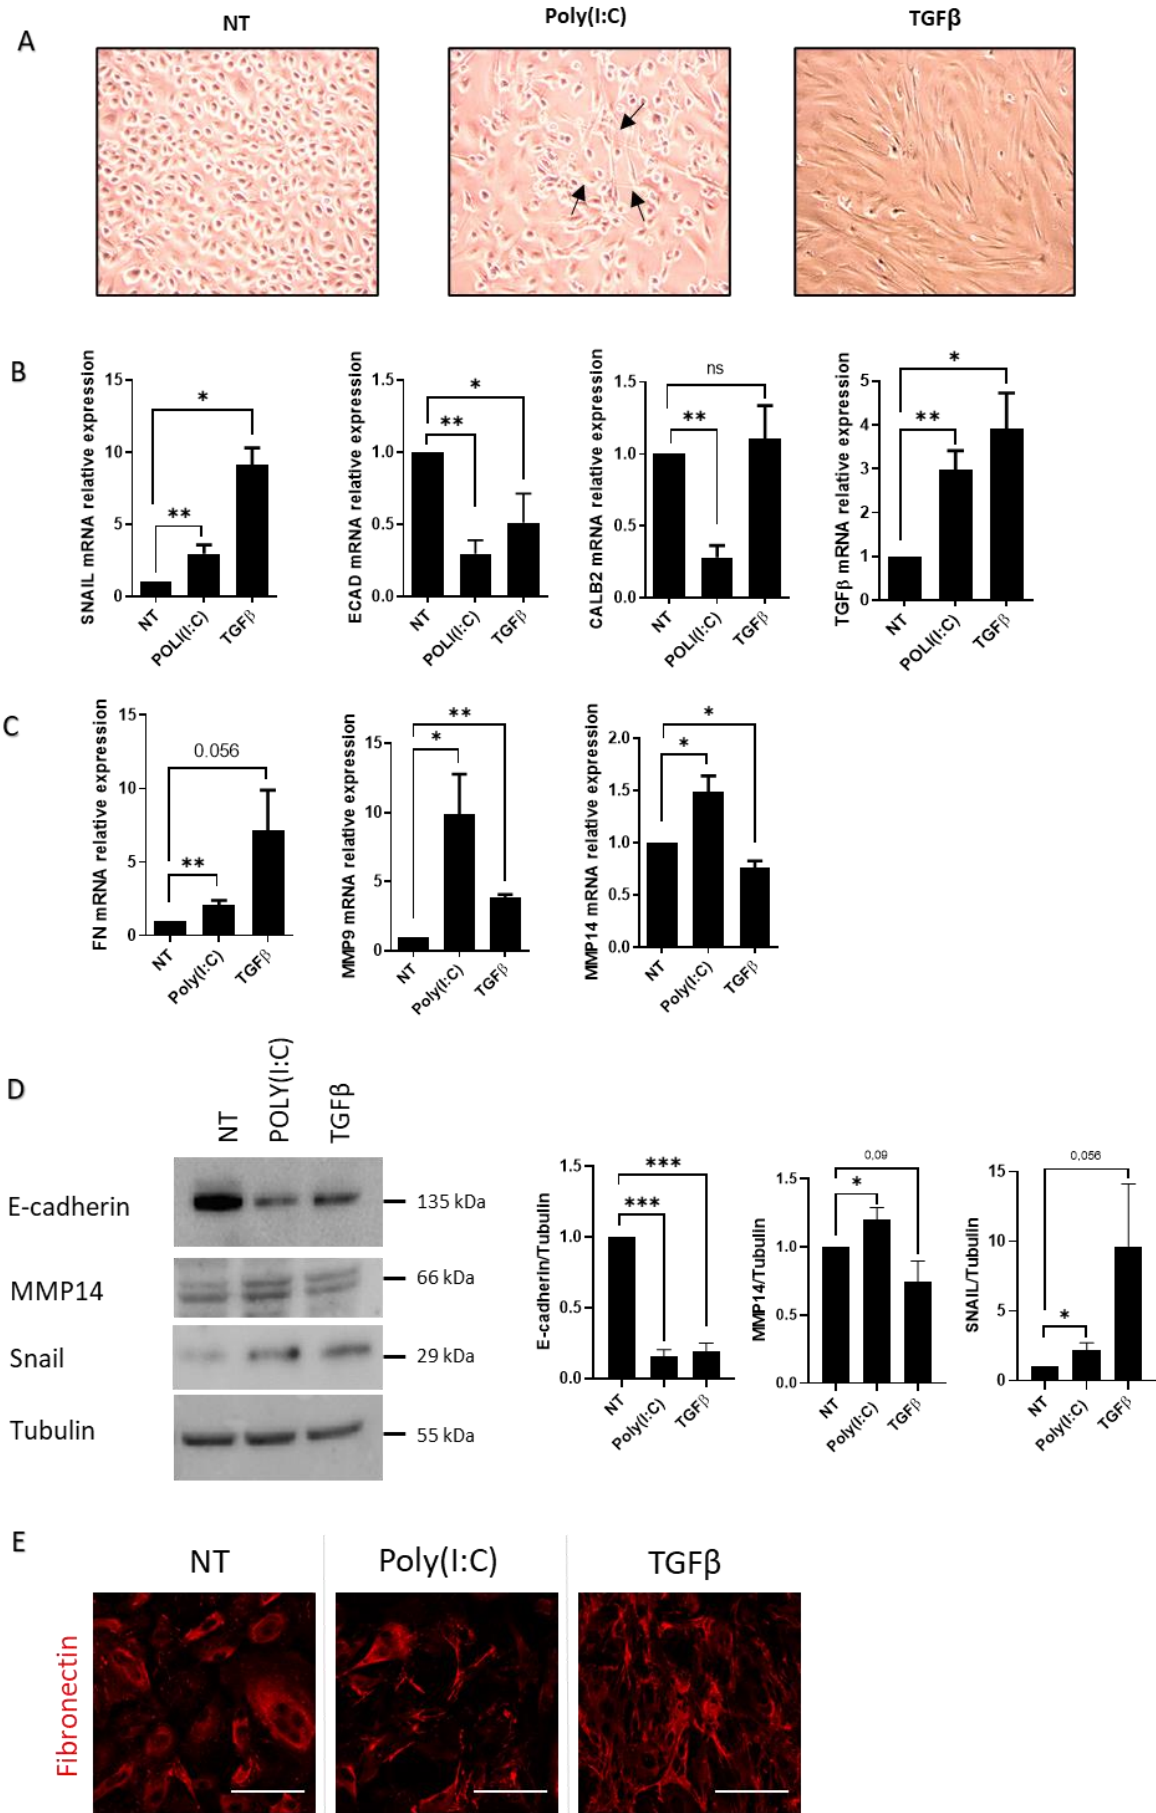 A
NT
Poly(I:C)
TGFβ
B
SNAIL mRNA relative expression
15
10
5
0
*
**
NT
POLI(I:C)
TGFβ
ECAD mRNA relative expression
1.5
1.0
0.5
0.0
*
**
NT
POLI(I:C)
TGFβ
CALB2 mRNA relative expression
1.5
1.0
0.5
0.0
ns
**
NT
POLI(I:C)
TGFβ
TGFβ mRNA relative expression
5
4
3
2
1
0
*
**
NT
POLI(I:C)
TGFβ
C
FN mRNA relative expression
15
10
5
0
0.056
**
NT
Poly(I:C)
TGFβ
MMP9 mRNA relative expression
15
10
5
0
**
*
NT
Poly(I:C)
TGFβ
MMP14 mRNA relative expression
2.0
1.5
1.0
0.5
0.0
*
*
NT
Poly(I:C)
TGFβ
D
NT
POLY(I:C)
TGFβ
E-cadherin
135 kDa
MMP14
66 kDa
Snail
29 kDa
Tubulin
55 kDa
E-cadherin/Tubulin
1.5
1.0
0.5
0.0
***
***
NT
Poly(I:C)
TGFβ
MMP14/Tubulin
1.5
1.0
0.5
0.0
0,09
*
NT
Poly(I:C)
TGFβ
SNAIL/Tubulin
15
10
5
0
0,056
*
NT
Poly(I:C)
TGFβ
E
NT
Poly(I:C)
TGFβ
Fibronectin